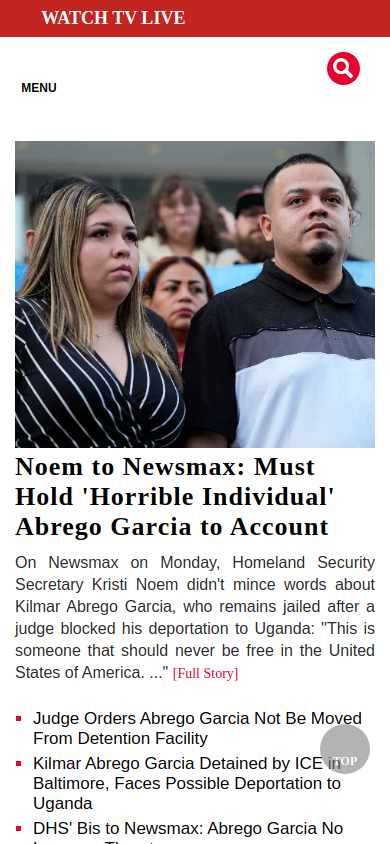 WATCH TV LIVE
MENU
Noem to Newsmax: Must
Hold 'Horrible Individual'
Abrego Garcia to Account
On Newsmax on Monday, Homeland Security
Secretary Kristi Noem didn't mince words about
Kilmar Abrego Garcia, who remains jailed after a
judge blocked his deportation to Uganda: "This is
someone that should never be free in the United
States of America. ..." [Full Story]
Judge Orders Abrego Garcia Not Be Moved
From Detention Facility
Kilmar Abrego Garcia Detained by ICE in
Baltimore, Faces Possible Deportation to
Uganda
TOP
DHS' Bis to Newsmax: Abrego Garcia No